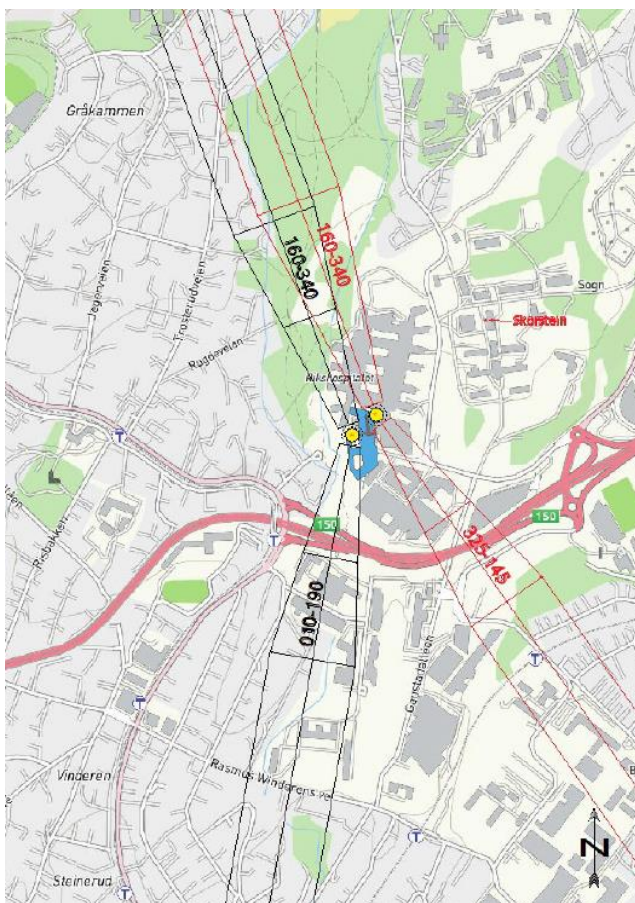 Gråkammen
160-340
160-340
Jegerveien
Trosterudveien
Sogn
Skorstein
Rugdeveien
Rikshospitalet
T
Risbakken
150
150
T
325-145
010-190
Gaustadalleen
T
T
Rasmus Winderens vei
Vinderen
T
Steinerud
T
N